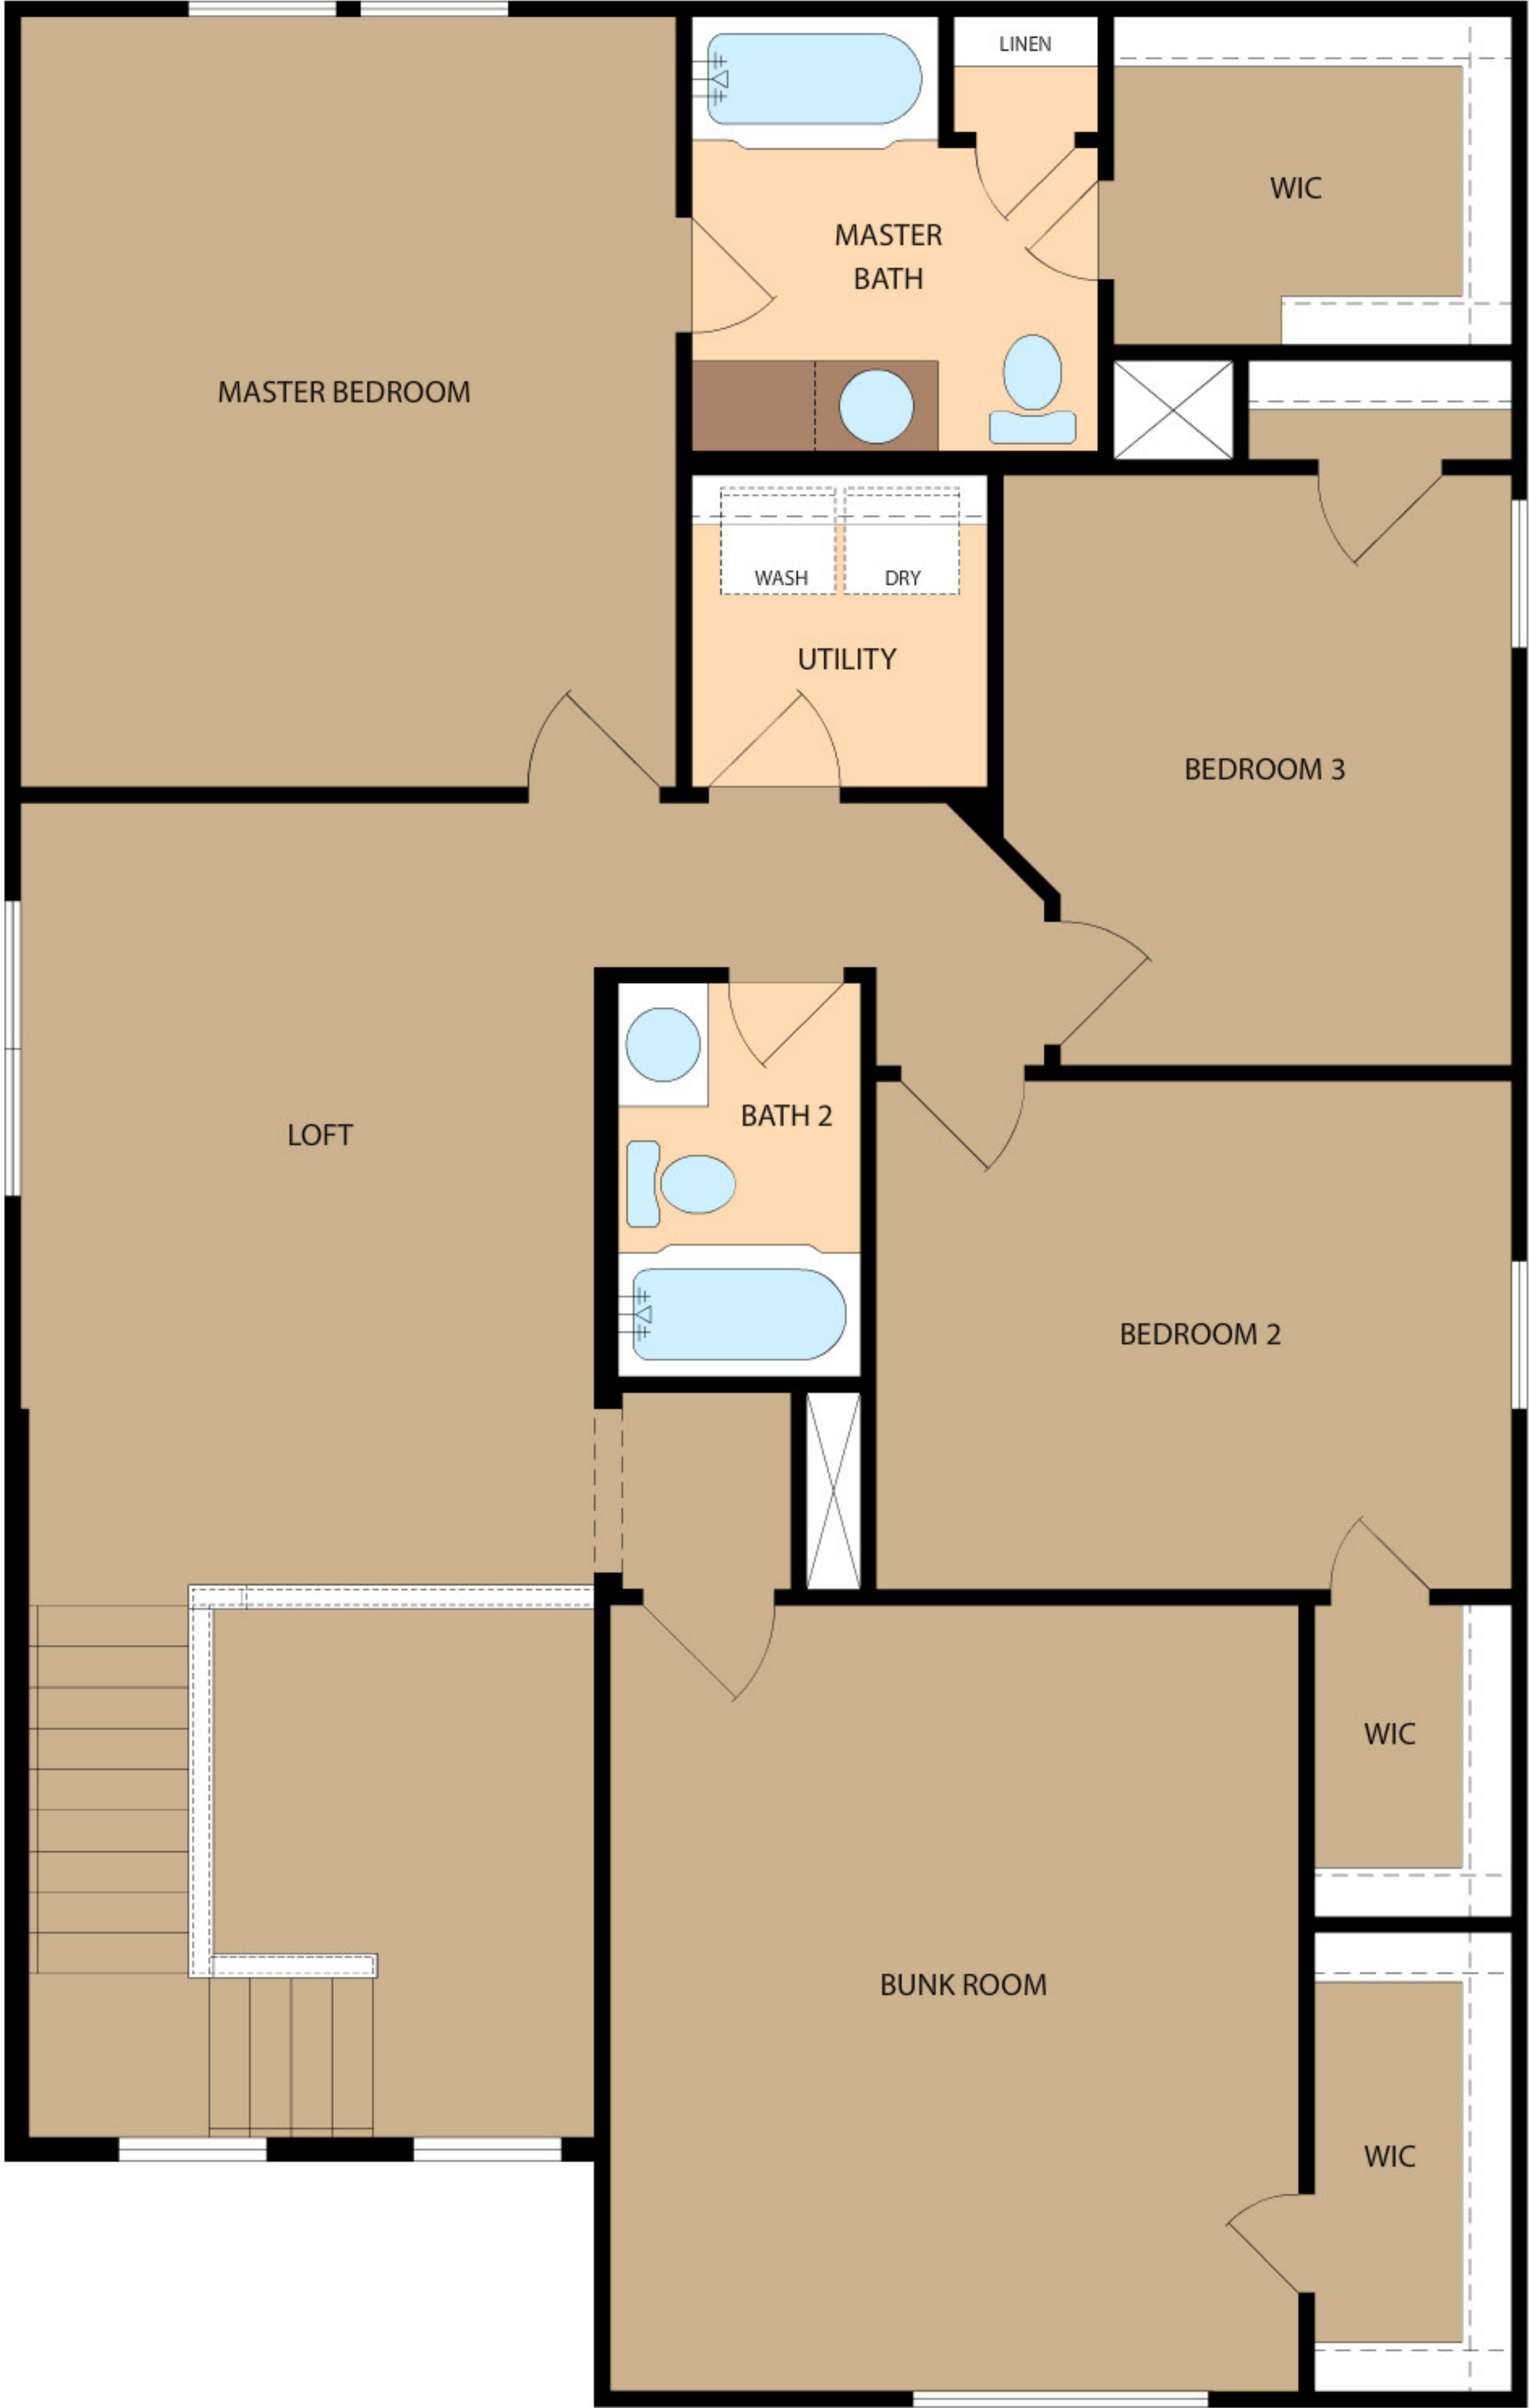 LINEN
WIC
MASTER
BATH
MASTER BEDROOM
WASH
DRY
UTILITY
BEDROOM 3
BATH 2
LOFT
BEDROOM 2
WIC
BUNK ROOM
WIC